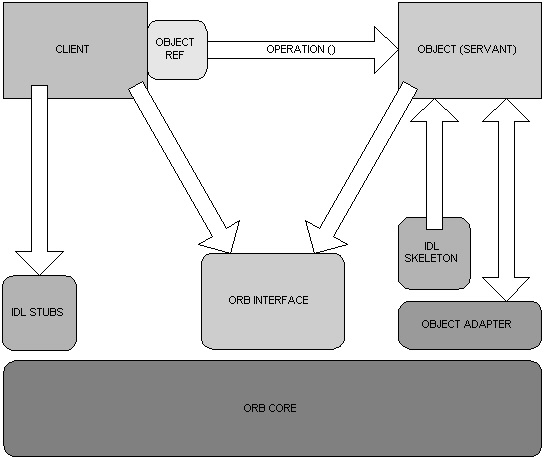 CLIENT
OBJECT
REF
OPERATION ()
OBJECT (SERVANT)
IDL
SKELETON
IDL STUBS
ORB INTERFACE
OBJECT ADAPTER
ORB CORE